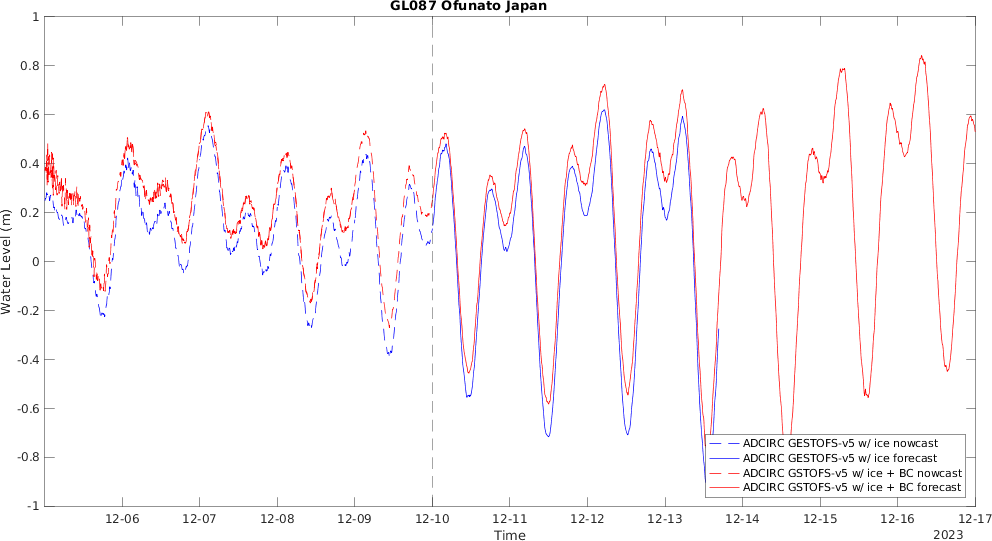 GL087 Ofunato Japan
1
0.8
0.6
0.4
0.2
0
-0.2
-0.4
-0.6
-0.8
-1
Water Level (m)
ADCIRC GESTOFS-v5 w/ ice nowcast
ADCIRC GESTOFS-v5 w/ ice forecast
ADCIRC GSTOFS-v5 w/ ice + BC nowcast
ADCIRC GSTOFS-v5 w/ ice + BC forecast
12-06 12-07 12-08 12-09 12-10 12-11 12-12 12-13 12-14 12-15 12-16 12-17
Time
2023